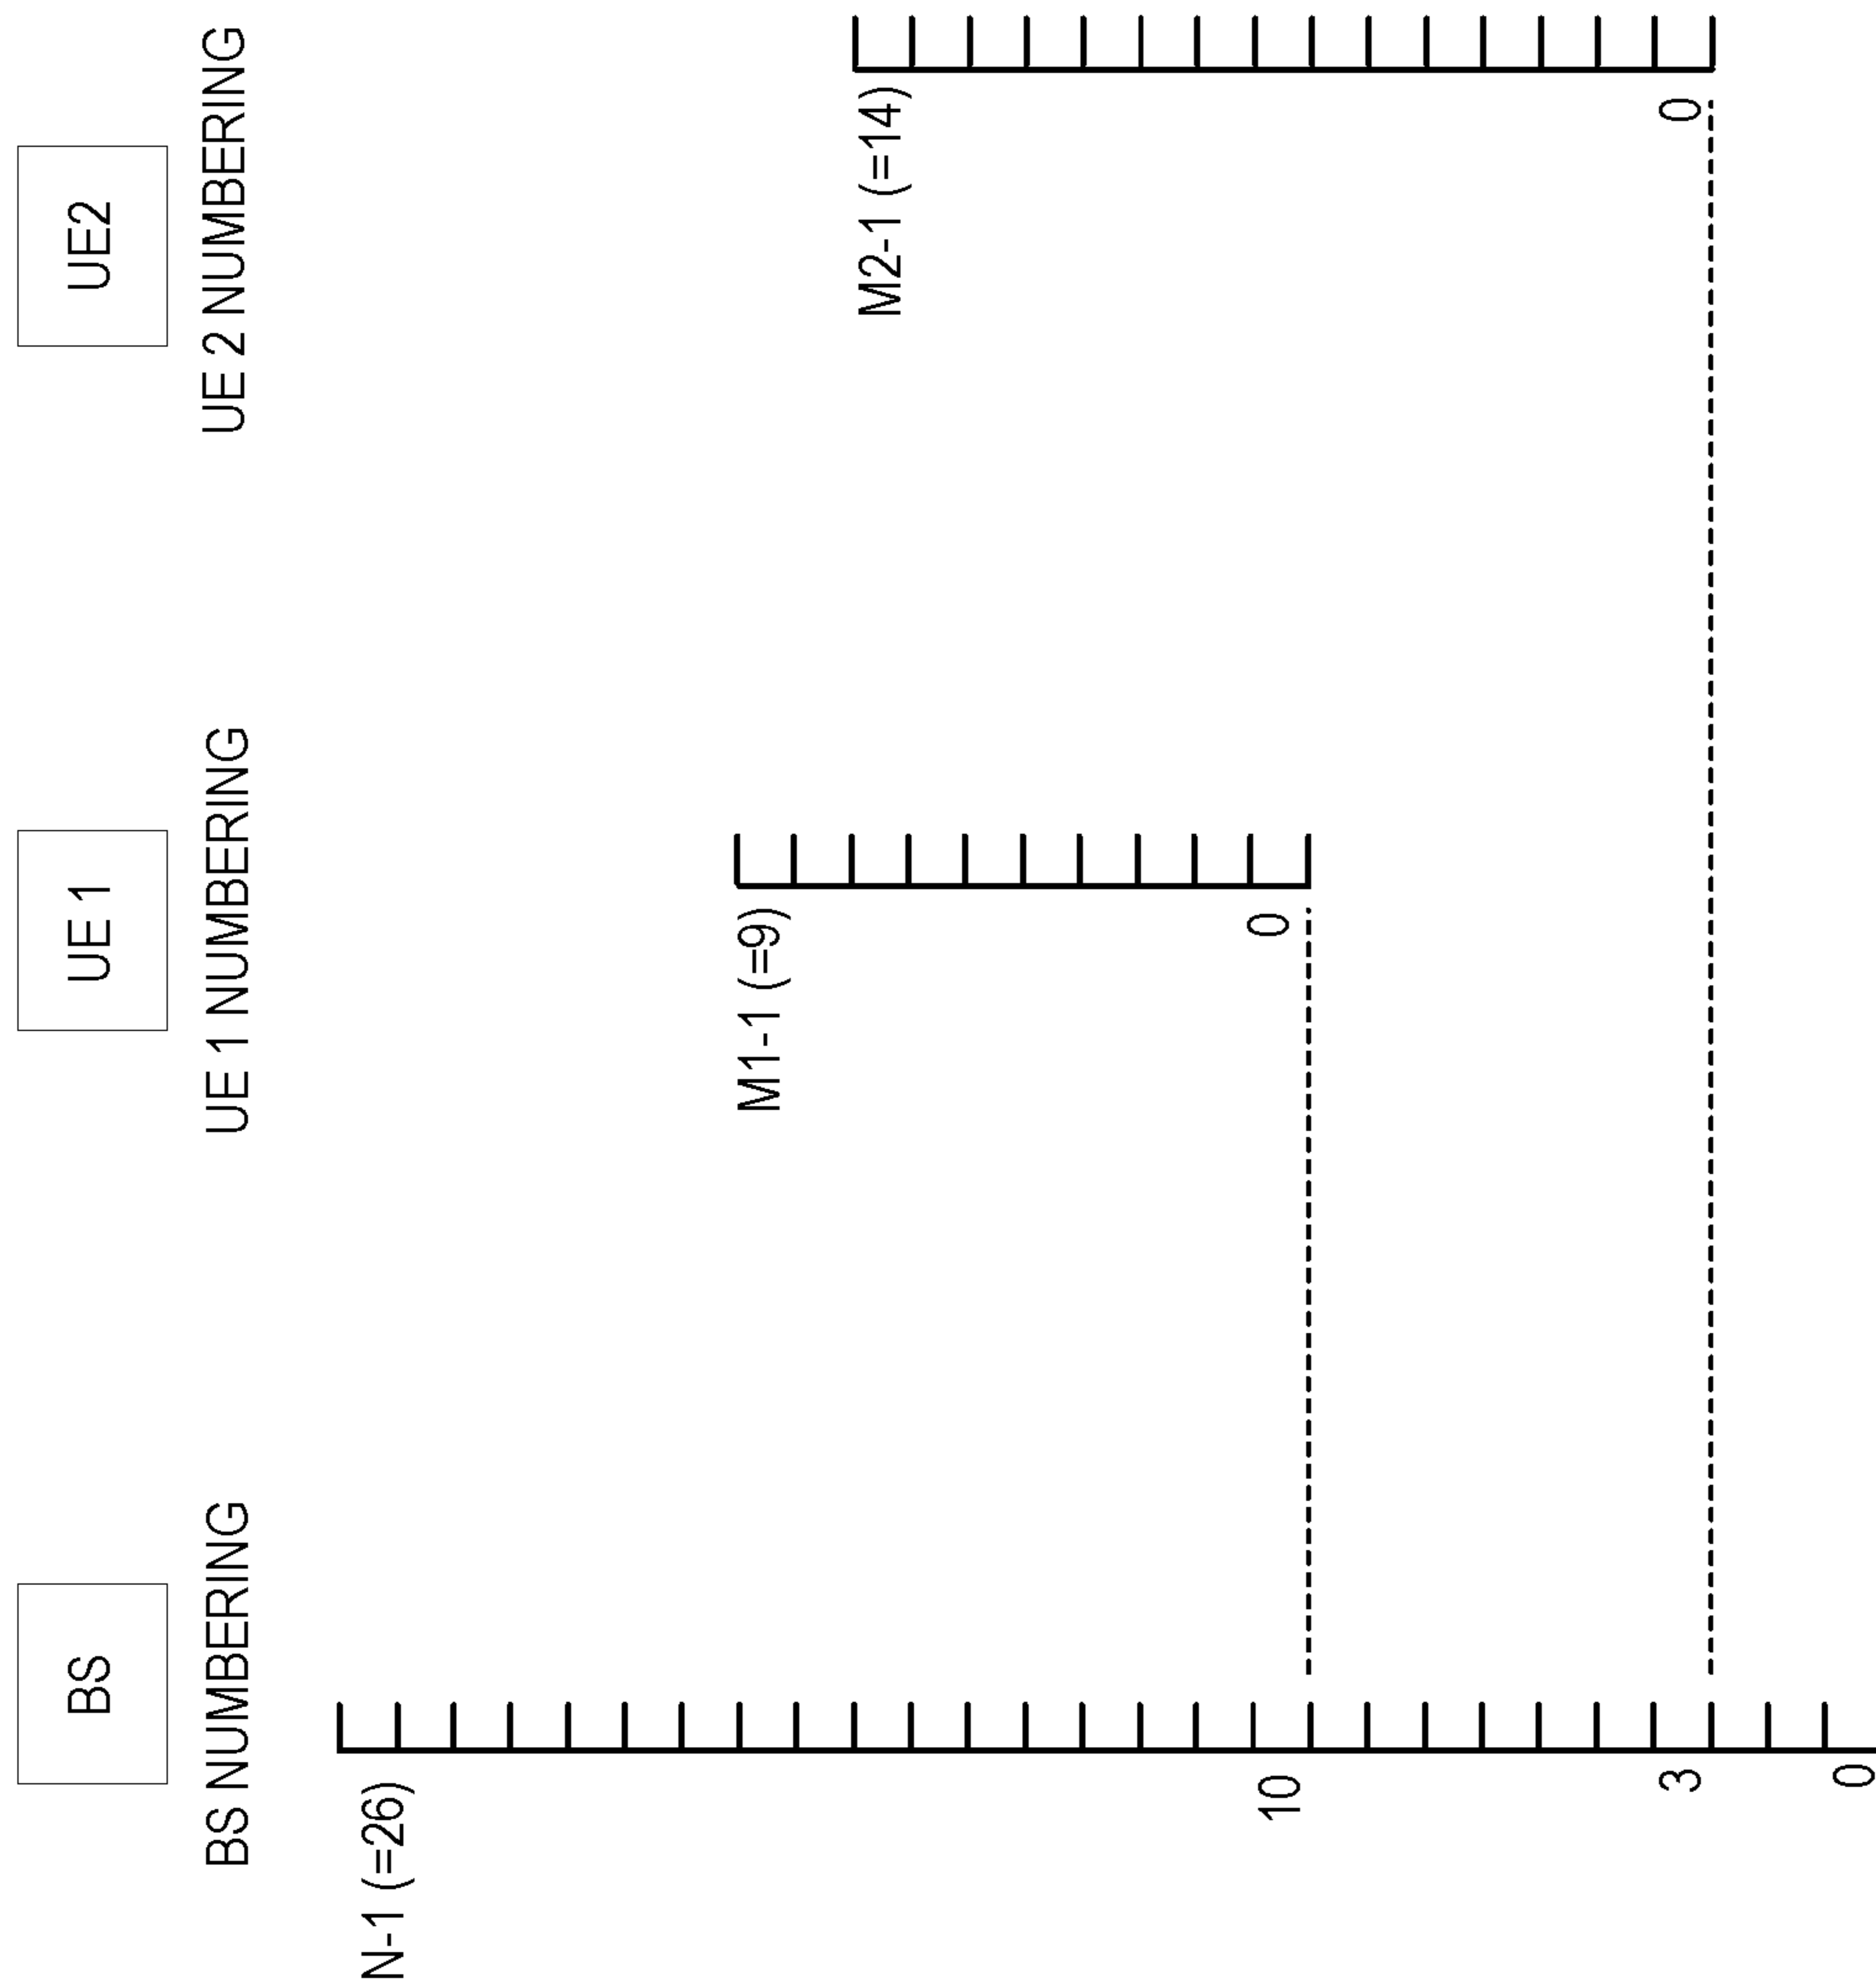 BS
UE 1
UE2
BS NUMBERING
UE 1 NUMBERING
UE 2 NUMBERING
N-1 (=26)
M1-1 (=9)
M2-1 (=14)
10
0
3
0
0